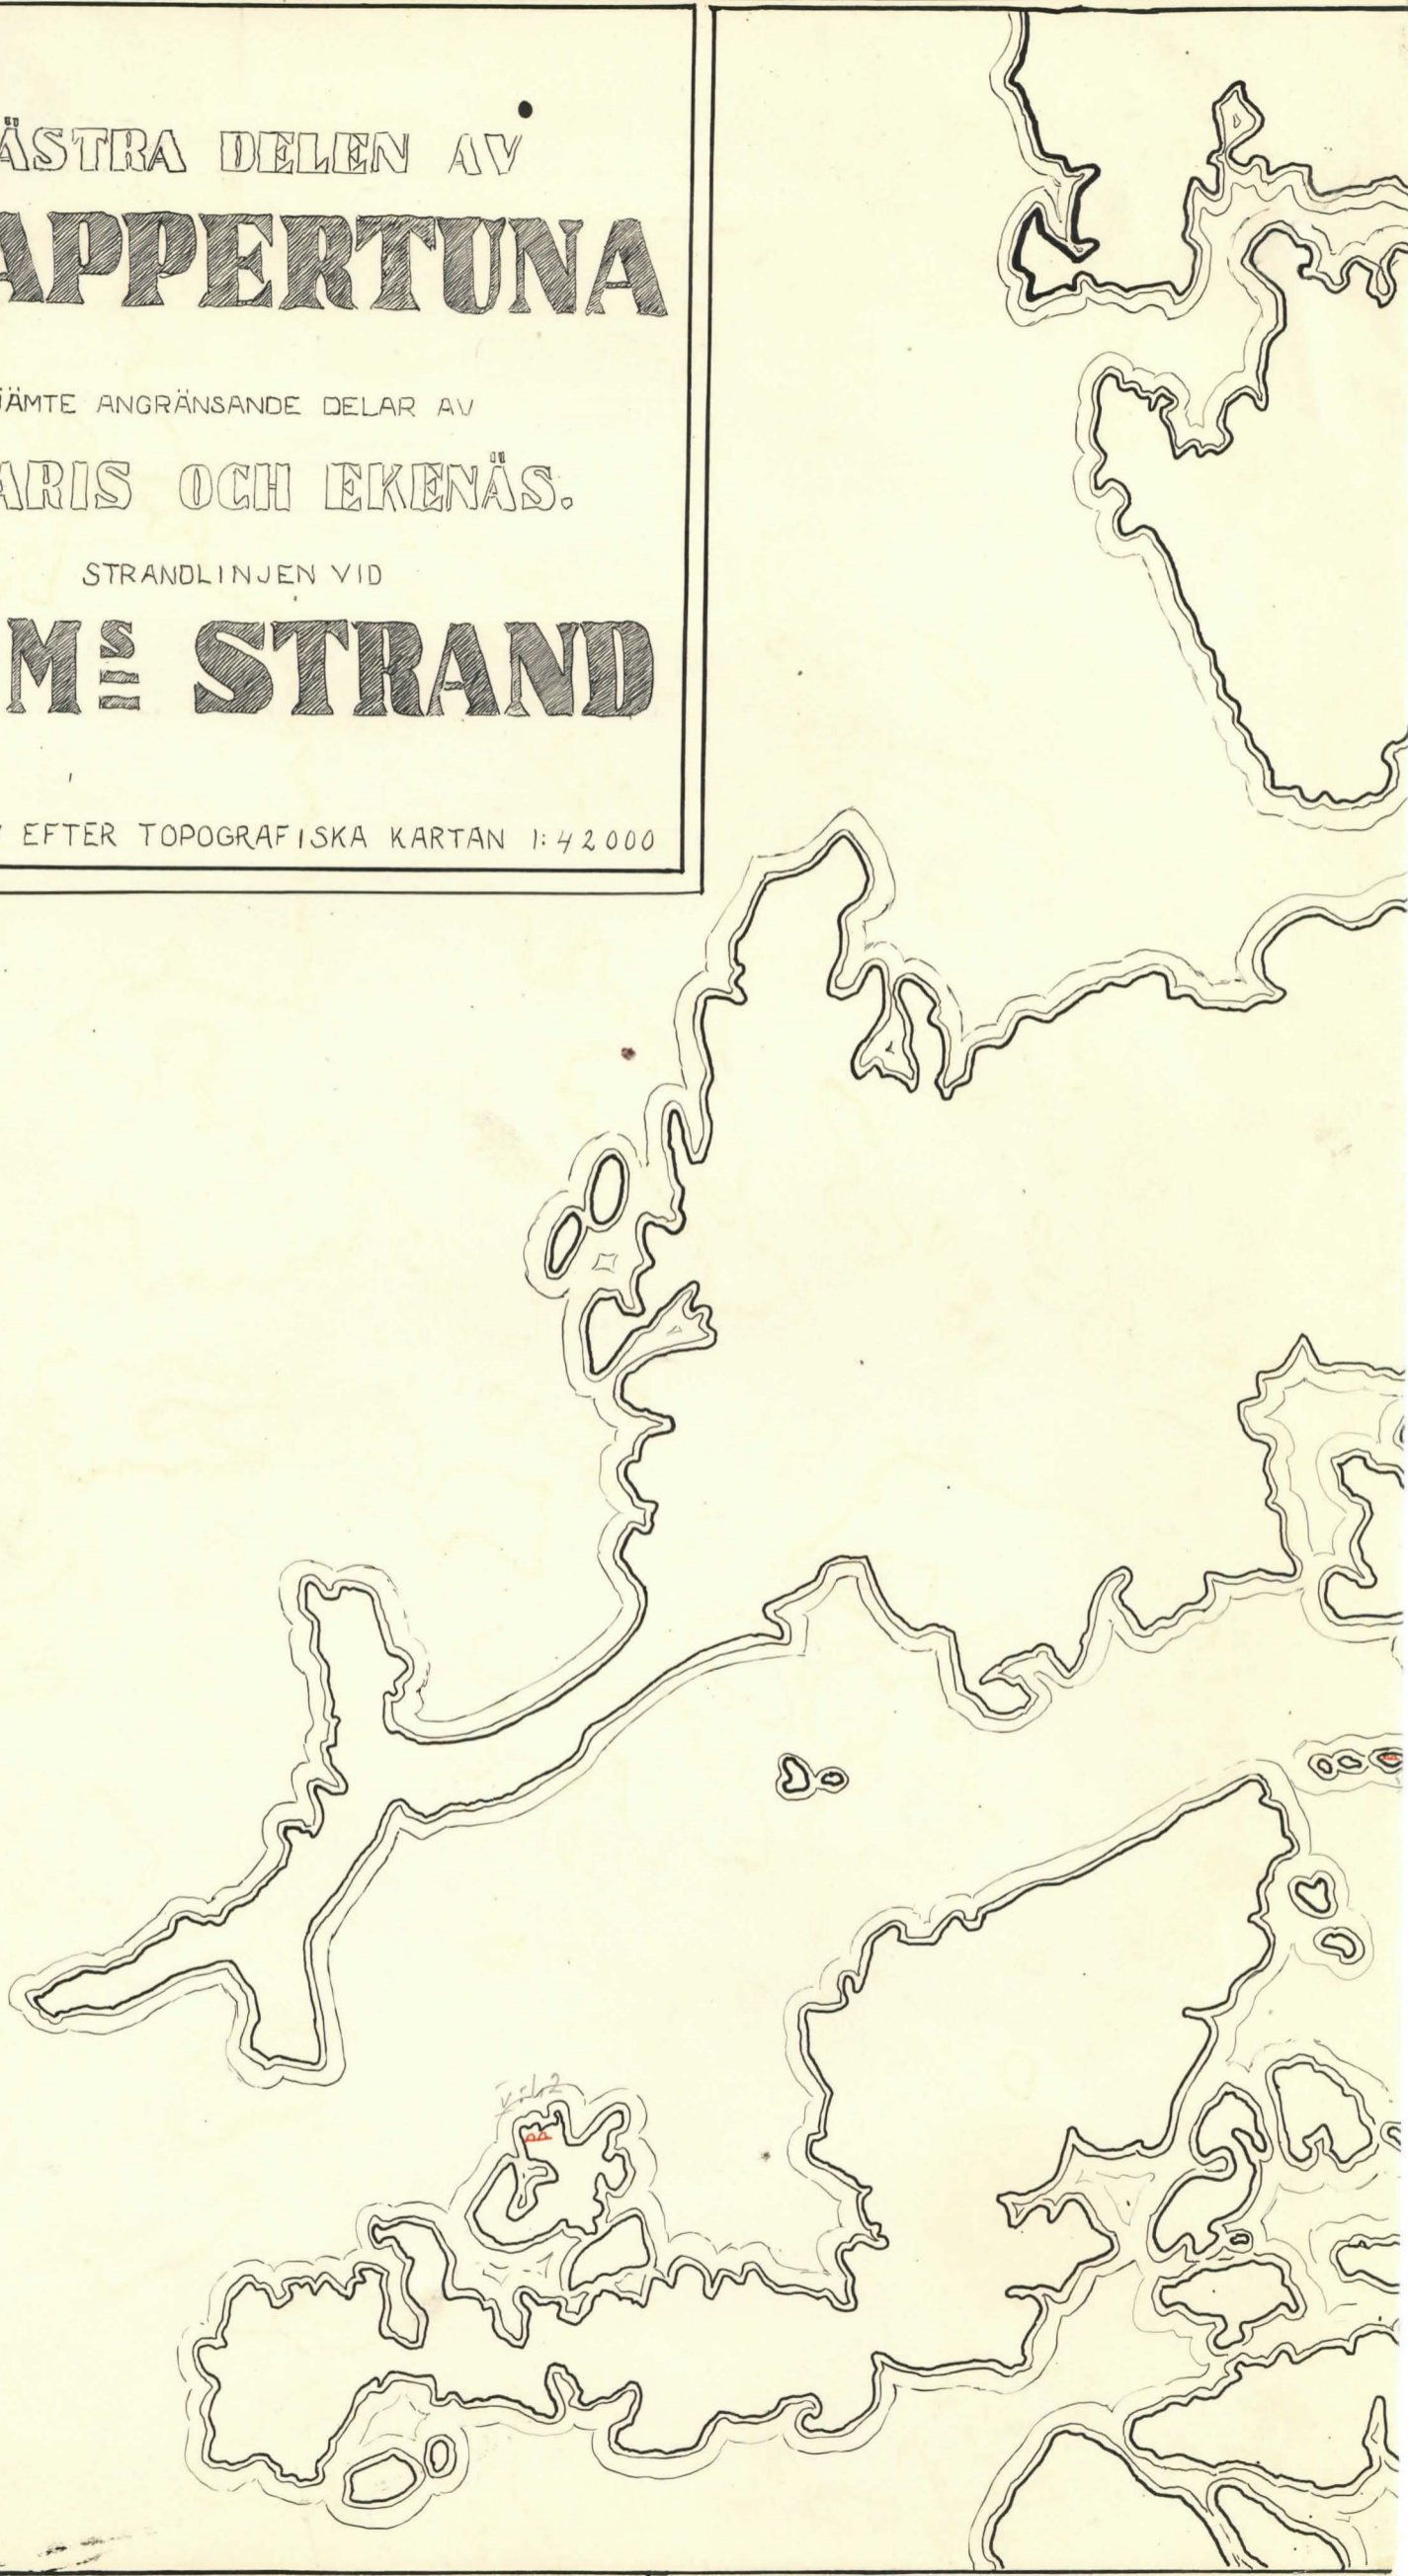 ÄSTRA DELEN AV
APPERTUNA
JÄMTE ANGRÄNSANDE DELAR AV
ARIS OCH EKENÄS.
STRANDLINJEN VID
Ms STRAND
EFTER TOPOGRAFISKA KARTAN 1:42000